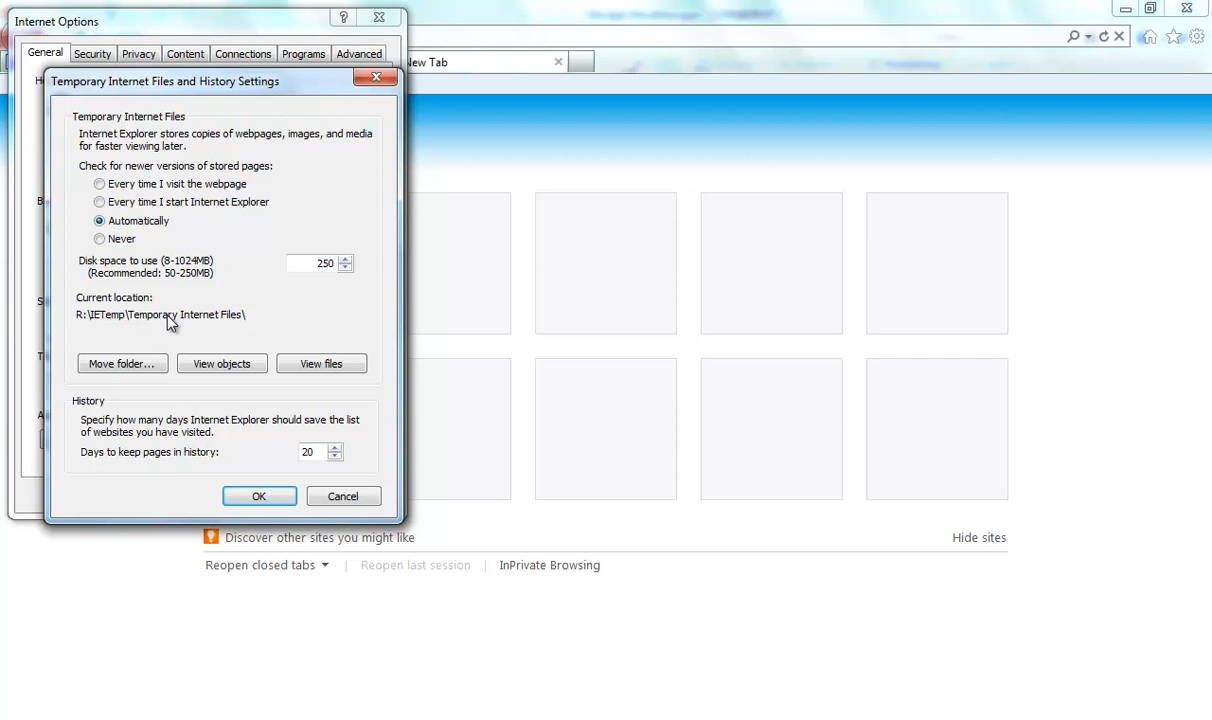 Internet Options
General
Security
Privacy
Content
Connections
Programs
Advanced
New Tab
Temporary Internet Files and History Settings
Temporary Internet Files
Internet Explorer stores copies of webpages, images, and media
for faster viewing later.
Check for newer versions of stored pages:
Every time I visit the webpage
Every time I start Internet Explorer
Automatically
Never
Disk space to use (8-1024MB)
(Recommended: 50-250MB)
250
Current location:
R:\IETemp\Temporary Internet Files\
Move folder...
View objects
View files
History
Specify how many days Internet Explorer should save the list
of websites you have visited.
Days to keep pages in history:
20
OK
Cancel
Discover other sites you might like
Hide sites
Reopen closed tabs
Reopen last session
InPrivate Browsing